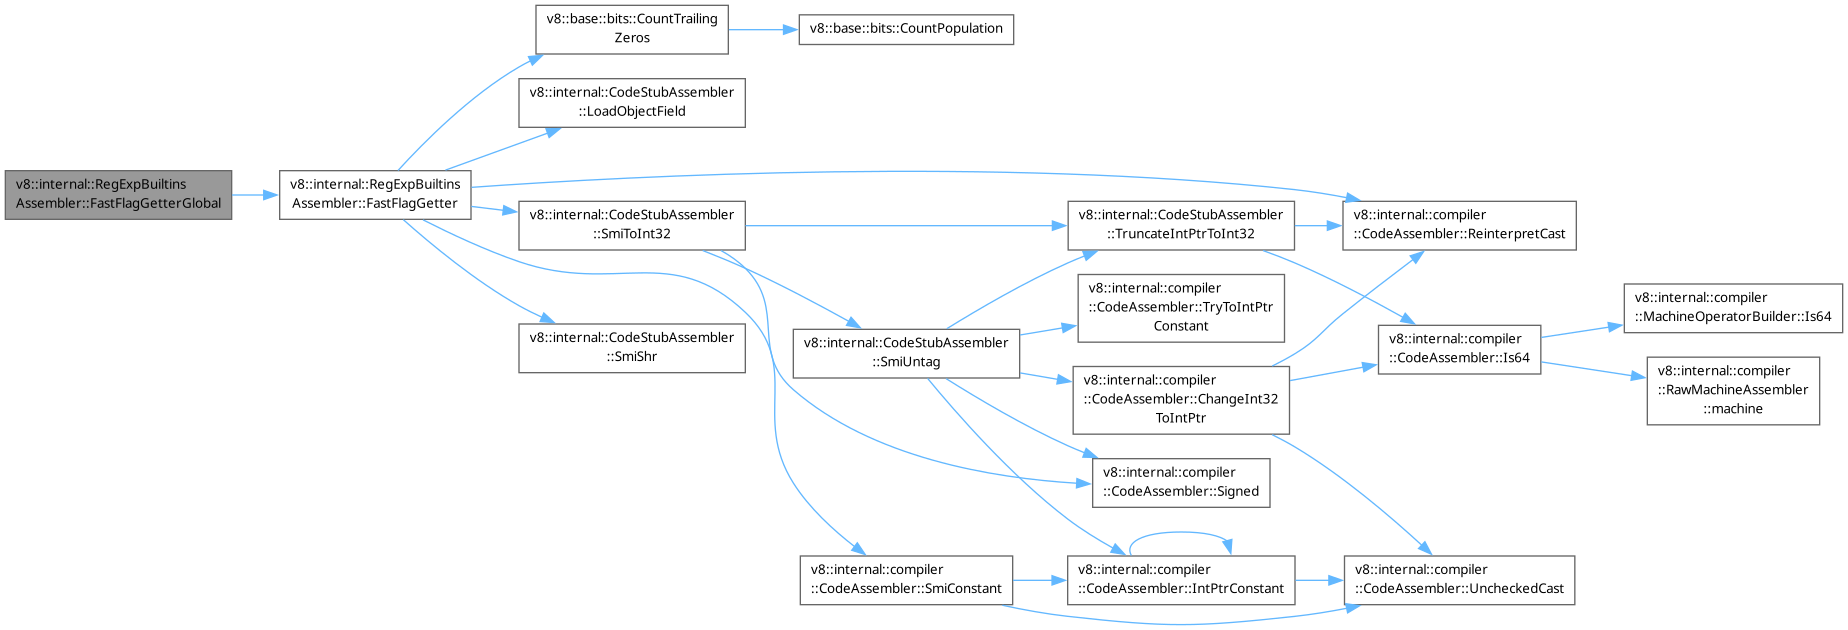 v8::internal::RegExpBuiltins
Assembler::FastFlagGetterGlobal
v8::internal::RegExpBuiltins
Assembler::FastFlagGetter
v8::base::bits::CountTrailing
Zeros
v8::base::bits::CountPopulation
v8::internal::CodeStubAssembler
::LoadObjectField
v8::internal::CodeStubAssembler
::SmiToInt32
v8::internal::CodeStubAssembler
::SmiShr
v8::internal::CodeStubAssembler
::SmiUntag
v8::internal::compiler
::CodeAssembler::SmiConstant
v8::internal::CodeStubAssembler
::TruncateIntPtrToInt32
v8::internal::compiler
::CodeAssembler::TryToIntPtr
Constant
v8::internal::compiler
::CodeAssembler::ChangeInt32
ToIntPtr
v8::internal::compiler
::CodeAssembler::Signed
v8::internal::compiler
::CodeAssembler::IntPtrConstant
v8::internal::compiler
::CodeAssembler::ReinterpretCast
v8::internal::compiler
::CodeAssembler::Is64
v8::internal::compiler
::CodeAssembler::UncheckedCast
v8::internal::compiler
::MachineOperatorBuilder::Is64
v8::internal::compiler
::RawMachineAssembler
::machine